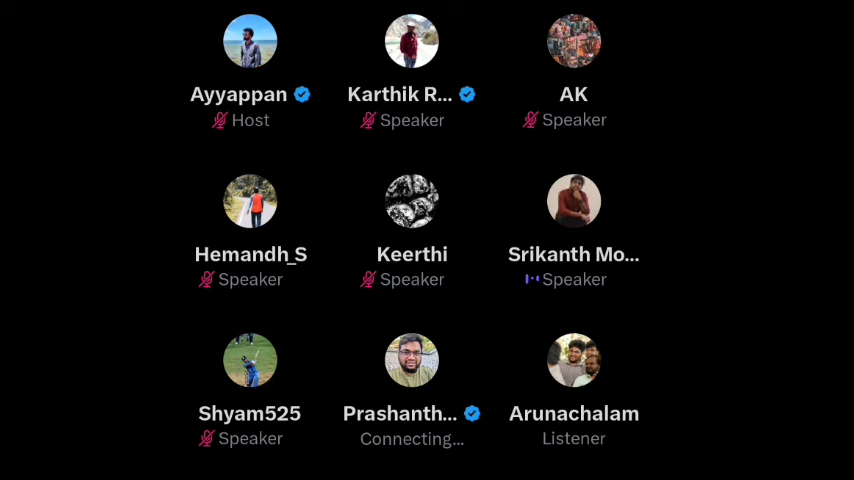 Ayyappan Karthik R... AK
Host Speaker Speaker
Hemandh_S Keerthi Srikanth Mo...
Speaker Speaker Speaker
Shyam525 Prashanth... Arunachalam
Speaker Connecting... Listener